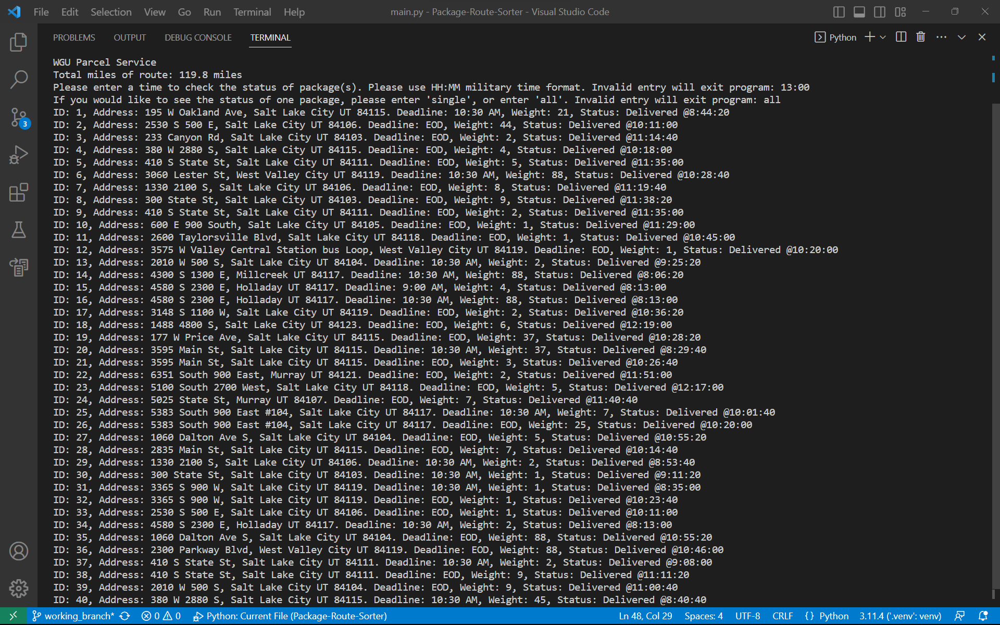 File Edit Selection View Go Run Terminal Help main.py - Package-Route-Sorter - Visual Studio Code
PROBLEMS OUTPUT DEBUG CONSOLE TERMINAL Python
WGU Parcel Service
Total miles of route: 119.8 miles
Please enter a time to check the status of package(s). Please use HH:MM military time format. Invalid entry will exit program: 13:00
If you would like to see the status of one package, please enter 'single', or enter 'all'. Invalid entry will exit program: all
ID: 1, Address: 195 W Oakland Ave, Salt Lake City UT 84115. Deadline: 10:30 AM, Weight: 21, Status: Delivered @8:44:20
ID: 2, Address: 2530 S 500 E, Salt Lake City UT 84106. Deadline: EOD, Weight: 44, Status: Delivered @10:11:00
ID: 3, Address: 233 Canyon Rd, Salt Lake City UT 84103. Deadline: EOD, Weight: 2, Status: Delivered @11:14:40
ID: 4, Address: 380 W 2880 S, Salt Lake City UT 84115. Deadline: EOD, Weight: 4, Status: Delivered @10:18:00
ID: 5, Address: 410 S State St, Salt Lake City UT 84111. Deadline: EOD, Weight: 5, Status: Delivered @11:35:00
ID: 6, Address: 3060 Lester St, West Valley City UT 84119. Deadline: 10:30 AM, Weight: 88, Status: Delivered @10:28:40
ID: 7, Address: 1330 2100 S, Salt Lake City UT 84106. Deadline: EOD, Weight: 8, Status: Delivered @11:19:40
ID: 8, Address: 300 State St, Salt Lake City UT 84103. Deadline: EOD, Weight: 9, Status: Delivered @11:38:20
ID: 9, Address: 410 S State St, Salt Lake City UT 84111. Deadline: EOD, Weight: 2, Status: Delivered @11:35:00
ID: 10, Address: 600 E 900 South, Salt Lake City UT 84105. Deadline: EOD, Weight: 1, Status: Delivered @11:29:00
ID: 11, Address: 2600 Taylorsville Blvd, Salt Lake City UT 84118. Deadline: EOD, Weight: 1, Status: Delivered @10:45:00
ID: 12, Address: 3575 W Valley Central Station bus Loop, West Valley City UT 84119. Deadline: EOD, Weight: 1, Status: Delivered @10:20:00
ID: 13, Address: 2010 W 500 S, Salt Lake City UT 84104. Deadline: 10:30 AM, Weight: 2, Status: Delivered @9:25:20
ID: 14, Address: 4300 S 1300 E, Millcreek UT 84117. Deadline: 10:30 AM, Weight: 88, Status: Delivered @8:06:20
ID: 15, Address: 4580 S 2300 E, Holladay UT 84117. Deadline: 9:00 AM, Weight: 4, Status: Delivered @8:13:00
ID: 16, Address: 4580 S 2300 E, Holladay UT 84117. Deadline: 10:30 AM, Weight: 88, Status: Delivered @8:13:00
ID: 17, Address: 3148 S 1100 W, Salt Lake City UT 84119. Deadline: EOD, Weight: 2, Status: Delivered @10:36:20
ID: 18, Address: 1488 4800 S, Salt Lake City UT 84123. Deadline: EOD, Weight: 6, Status: Delivered @12:19:00
ID: 19, Address: 177 W Price Ave, Salt Lake City UT 84115. Deadline: EOD, Weight: 37, Status: Delivered @10:28:20
ID: 20, Address: 3595 Main St, Salt Lake City UT 84115. Deadline: 10:30 AM, Weight: 37, Status: Delivered @8:29:40
ID: 21, Address: 3595 Main St, Salt Lake City UT 84115. Deadline: EOD, Weight: 3, Status: Delivered @10:26:40
ID: 22, Address: 6351 South 900 East, Murray UT 84121. Deadline: EOD, Weight: 2, Status: Delivered @11:51:00
ID: 23, Address: 5100 South 2700 West, Salt Lake City UT 84118. Deadline: EOD, Weight: 5, Status: Delivered @12:17:00
ID: 24, Address: 5025 State St, Murray UT 84107. Deadline: EOD, Weight: 7, Status: Delivered @11:40:40
ID: 25, Address: 5383 South 900 East #104, Salt Lake City UT 84117. Deadline: 10:30 AM, Weight: 7, Status: Delivered @10:01:40
ID: 26, Address: 5383 South 900 East #104, Salt Lake City UT 84117. Deadline: EOD, Weight: 25, Status: Delivered @10:20:00
ID: 27, Address: 1060 Dalton Ave S, Salt Lake City UT 84104. Deadline: EOD, Weight: 5, Status: Delivered @10:55:20
ID: 28, Address: 2835 Main St, Salt Lake City UT 84115. Deadline: EOD, Weight: 7, Status: Delivered @10:14:40
ID: 29, Address: 1330 2100 S, Salt Lake City UT 84106. Deadline: 10:30 AM, Weight: 2, Status: Delivered @8:53:40
ID: 30, Address: 300 State St, Salt Lake City UT 84103. Deadline: 10:30 AM, Weight: 1, Status: Delivered @9:11:20
ID: 31, Address: 3365 S 900 W, Salt Lake City UT 84119. Deadline: 10:30 AM, Weight: 1, Status: Delivered @8:35:00
ID: 32, Address: 3365 S 900 W, Salt Lake City UT 84119. Deadline: EOD, Weight: 1, Status: Delivered @10:23:40
ID: 33, Address: 2530 S 500 E, Salt Lake City UT 84106. Deadline: EOD, Weight: 1, Status: Delivered @10:11:00
ID: 34, Address: 4580 S 2300 E, Holladay UT 84117. Deadline: 10:30 AM, Weight: 2, Status: Delivered @8:13:00
ID: 35, Address: 1060 Dalton Ave S, Salt Lake City UT 84104. Deadline: EOD, Weight: 88, Status: Delivered @10:55:20
ID: 36, Address: 2300 Parkway Blvd, West Valley City UT 84119. Deadline: EOD, Weight: 88, Status: Delivered @10:46:00
ID: 37, Address: 410 S State St, Salt Lake City UT 84111. Deadline: 10:30 AM, Weight: 2, Status: Delivered @9:08:00
ID: 38, Address: 410 S State St, Salt Lake City UT 84111. Deadline: EOD, Weight: 9, Status: Delivered @11:11:20
ID: 39, Address: 2010 W 500 S, Salt Lake City UT 84104. Deadline: EOD, Weight: 9, Status: Delivered @11:00:40
ID: 40, Address: 380 W 2880 S, Salt Lake City UT 84115. Deadline: 10:30 AM, Weight: 45, Status: Delivered @8:40:40
3
working_branch* 0 0 Python: Current File (Package-Route-Sorter) Ln 48, Col 29 Spaces: 4 UTF-8 CRLF {} Python 3.11.4 ('.venv': venv)